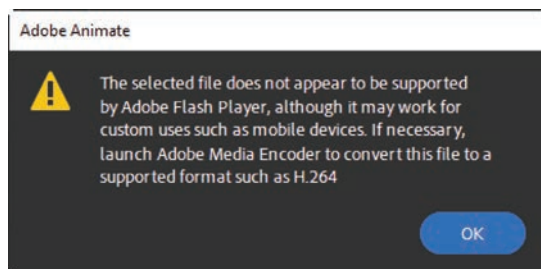 Adobe Animate
The selected file does not appear to be supported
by Adobe Flash Player, although it may work for
custom uses such as mobile devices. If necessary,
launch Adobe Media Encoder to convert this file to a
supported format such as H.264
OK